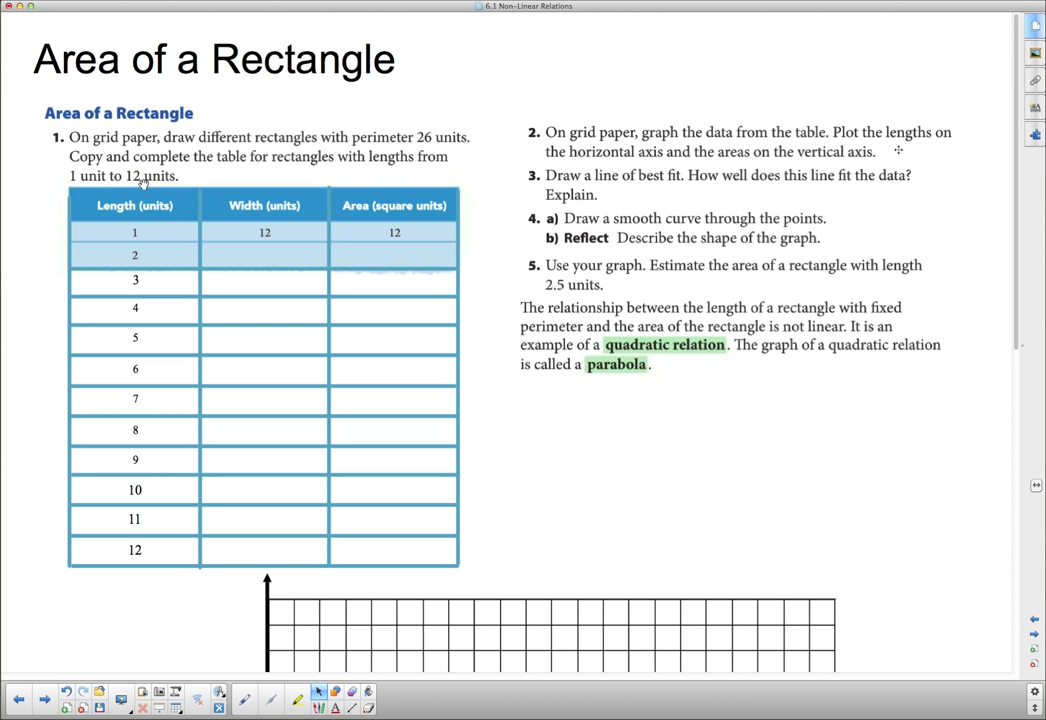 6.1 Non-Linear Relations
Area of a Rectangle
Area of a Rectangle
1. On grid paper, draw different rectangles with perimeter 26 units.
Copy and complete the table for rectangles with lengths from
1 unit to 12 units.
Length (units) Width (units) Area (square units)
1 12 12
2
3
4
5
6
7
8
9
10
11
12
2. On grid paper, graph the data from the table. Plot the lengths on
the horizontal axis and the areas on the vertical axis.
3. Draw a line of best fit. How well does this line fit the data?
Explain.
4. a) Draw a smooth curve through the points.
b) Reflect Describe the shape of the graph.
5. Use your graph. Estimate the area of a rectangle with length
2.5 units.
The relationship between the length of a rectangle with fixed
perimeter and the area of the rectangle is not linear. It is an
example of a quadratic relation. The graph of a quadratic relation
is called a parabola.